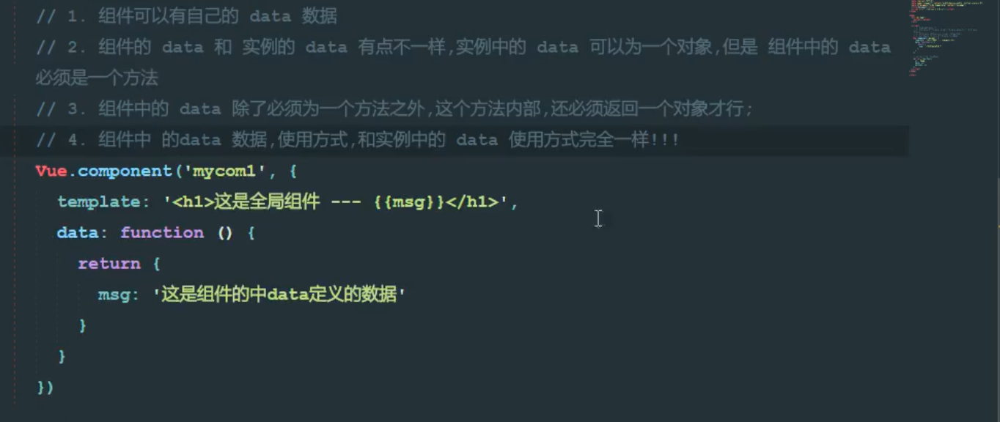 // 1. 组件可以有自己的 data 数据
// 2. 组件的 data 和 实例的 data 有点不一样,实例中的 data 可以为一个对象,但是 组件中的 data
必须是一个方法
// 3. 组件中的 data 除了必须为一个方法之外,这个方法内部,还必须返回一个对象才行;
// 4. 组件中 的data 数据,使用方式,和实例中的 data 使用方式完全一样!!!
Vue.component('mycom1', {
  template: '<h1>这是全局组件 --- {{msg}}</h1>',
  data: function () {
    return {
      msg: '这是组件的中data定义的数据'
    }
  }
})